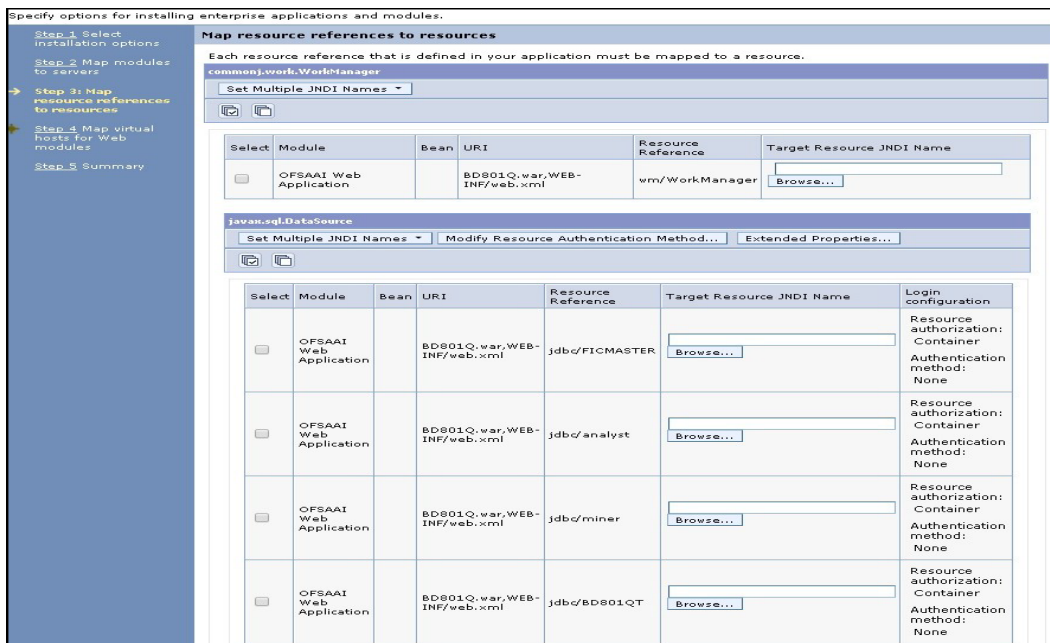 Specify options for installing enterprise applications and modules.
Step 1 Select
installation options
Step 2 Map modules
to servers
Step 3: Map
resource references
to resources
Step 4 Map virtual
hosts for Web
modules
Step 5 Summary
Map resource references to resources
Each resource reference that is defined in your application must be mapped to a resource.
commonj.work.WorkManager
Set Multiple JNDI Names
Select Module Bean URI Resource Reference Target Resource JNDI Name
OFSAAI Web Application BD801Q.war,WEB-INF/web.xml wm/WorkManager Browse...
javax.sql.DataSource
Set Multiple JNDI Names Modify Resource Authentication Method... Extended Properties...
Select Module Bean URI Resource Reference Target Resource JNDI Name Login configuration
OFSAAI Web Application BD801Q.war,WEB-INF/web.xml jdbc/FICMASTER Browse... Resource authorization: Container Authentication method: None
OFSAAI Web Application BD801Q.war,WEB-INF/web.xml jdbc/analyst Browse... Resource authorization: Container Authentication method: None
OFSAAI Web Application BD801Q.war,WEB-INF/web.xml jdbc/miner Browse... Resource authorization: Container Authentication method: None
OFSAAI Web Application BD801Q.war,WEB-INF/web.xml jdbc/BD801QT Browse... Resource authorization: Container Authentication method: None